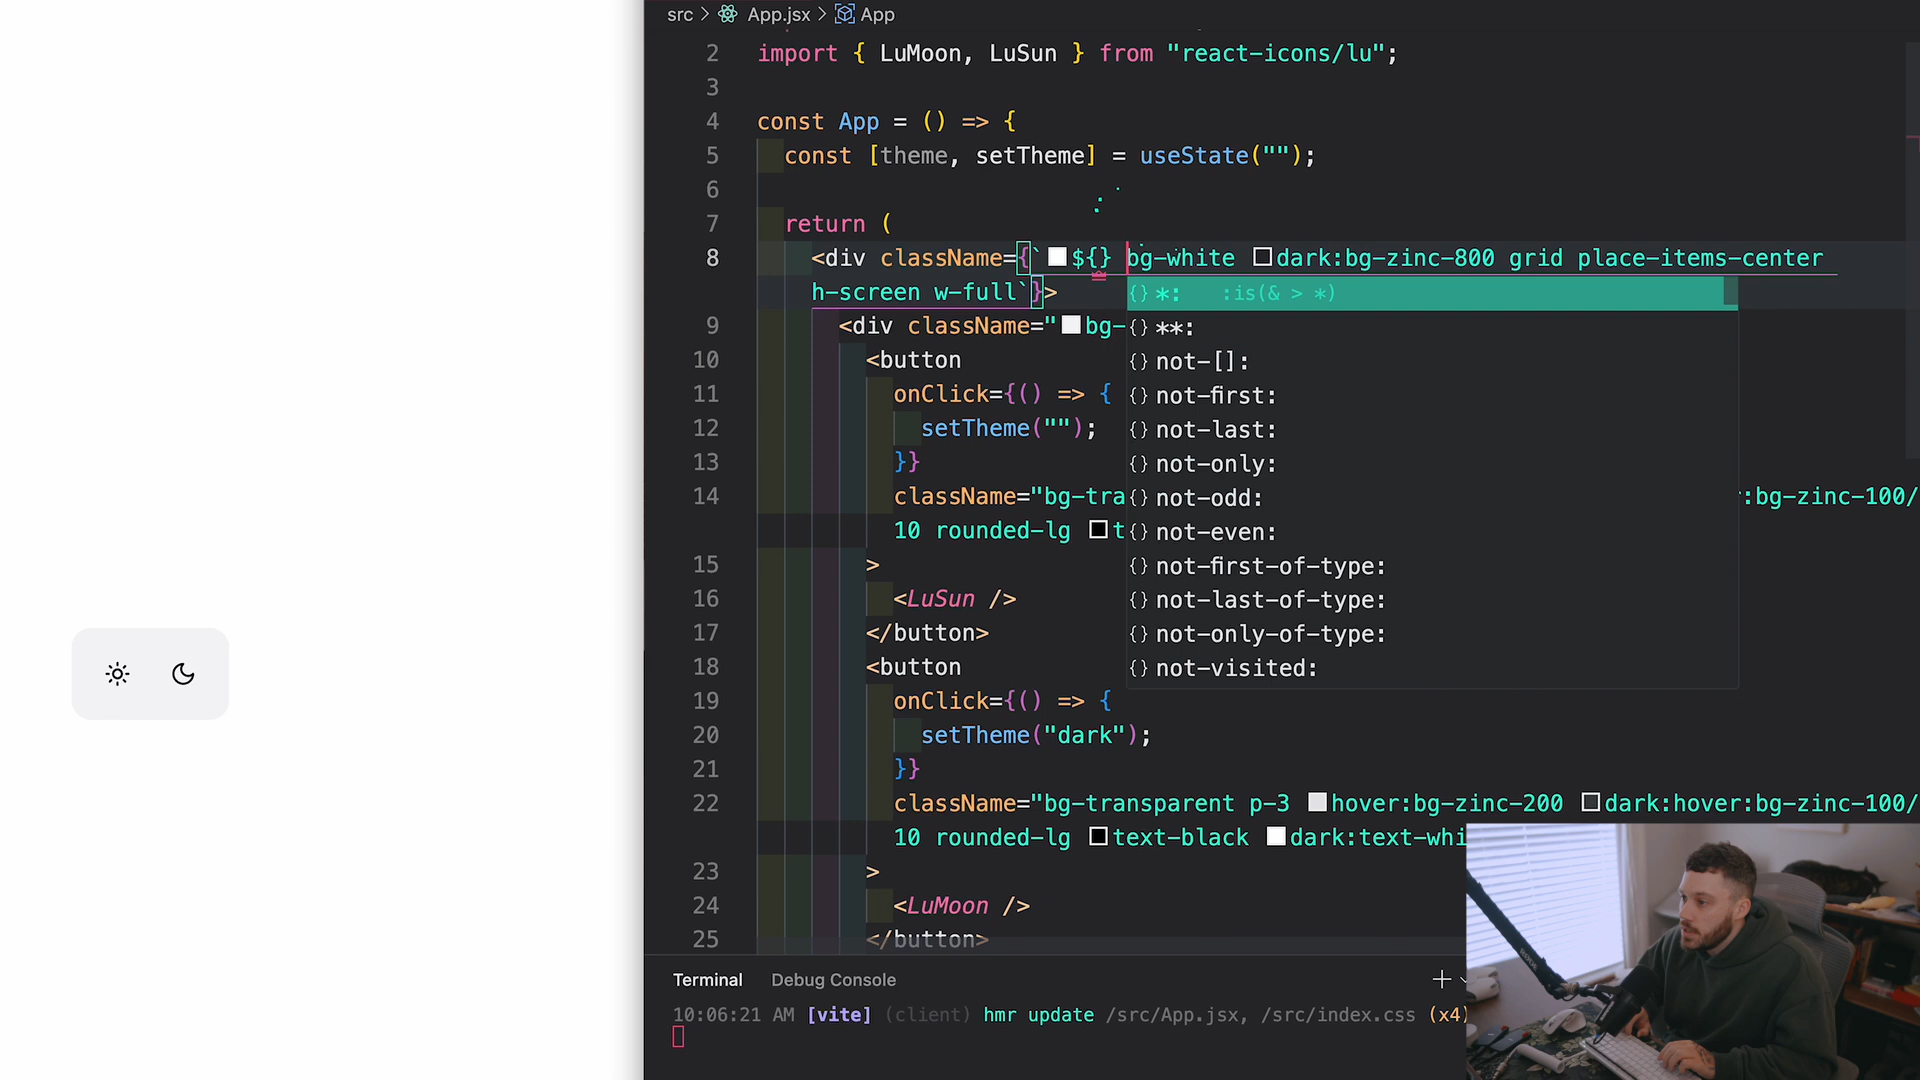 src > App.jsx > App
2 import { LuMoon, LuSun } from "react-icons/lu";
3
4 const App = () => {
5 const [theme, setTheme] = useState("");
6
7 return (
8 <div className={`${} bg-white dark:bg-zinc-800 grid place-items-center
h-screen w-full`}>
{} *: :is(& > *)
9 <div className="bg-
{} **:
10 <button
{} not-[]:
11 onClick={() => {
{} not-first:
12 setTheme("");
{} not-last:
13 }}
{} not-only:
14 className="bg-tra
{} not-odd:
:bg-zinc-100/
10 rounded-lg t
{} not-even:
15 >
{} not-first-of-type:
16 <LuSun />
{} not-last-of-type:
17 </button>
{} not-only-of-type:
18 <button
{} not-visited:
19 onClick={() => {
20 setTheme("dark");
21 }}
22 className="bg-transparent p-3 hover:bg-zinc-200 dark:hover:bg-zinc-100/
10 rounded-lg text-black dark:text-whi
23 >
24 <LuMoon />
25 </button>
Terminal Debug Console
10:06:21 AM [vite] (client) hmr update /src/App.jsx, /src/index.css (x4)